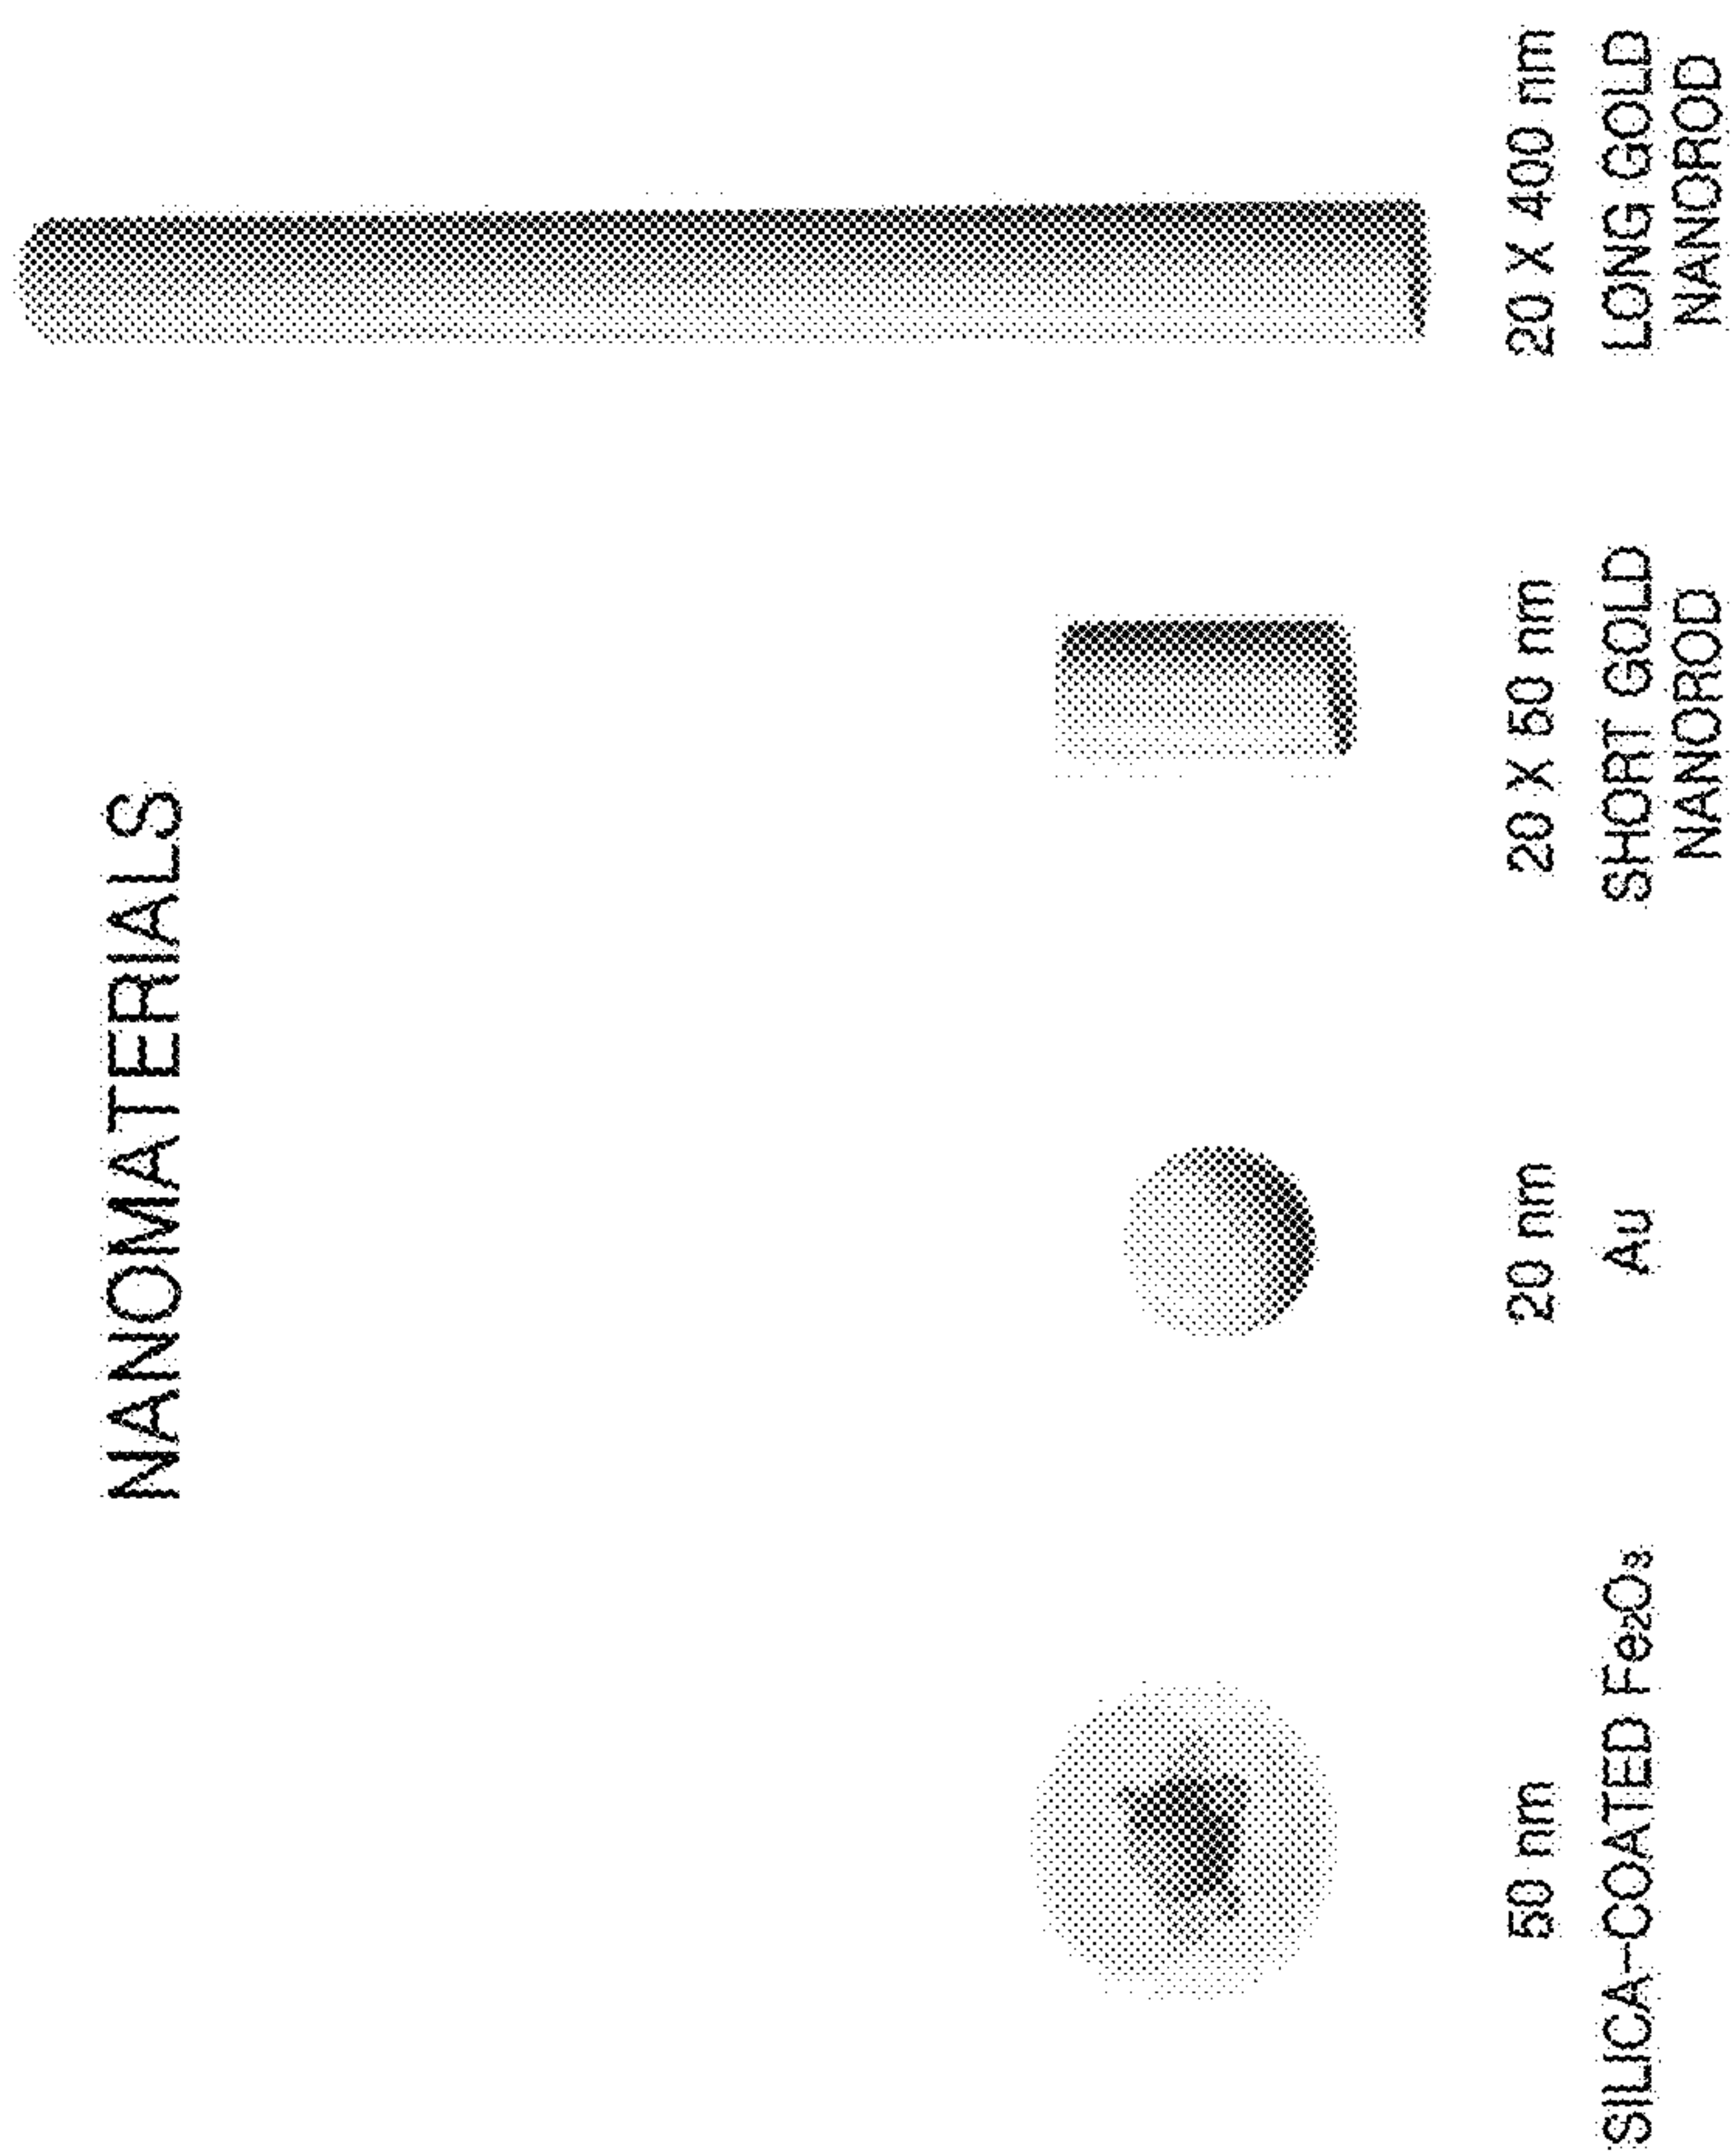 NANOMATERIALS
50 nm
SILICA-COATED Fe₂O₃
20 nm
Au
20 X 50 nm
SHORT GOLD
NANOROD
20 X 400 nm
LONG GOLD
NANOROD